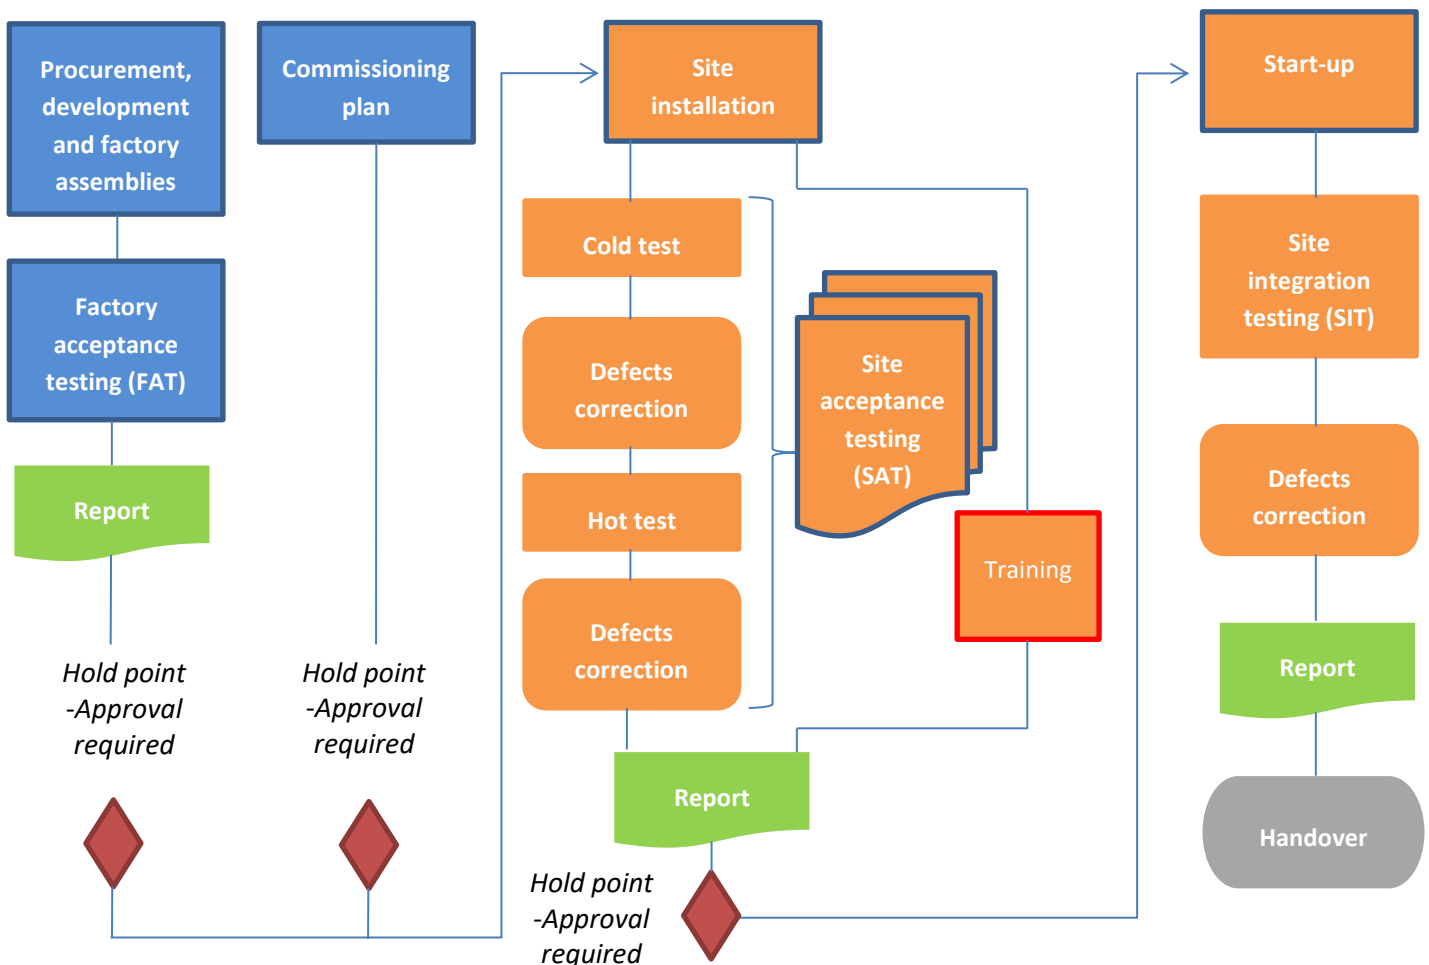 Procurement,
development
and factory
assemblies
Factory
acceptance
testing (FAT)
Report
Hold point
-Approval
required
Commissioning
plan
Hold point
-Approval
required
Site
installation
Cold test
Defects
correction
Hot test
Defects
correction
Site
acceptance
testing
(SAT)
Training
Report
Hold point
-Approval
required
Start-up
Site
integration
testing (SIT)
Defects
correction
Report
Handover